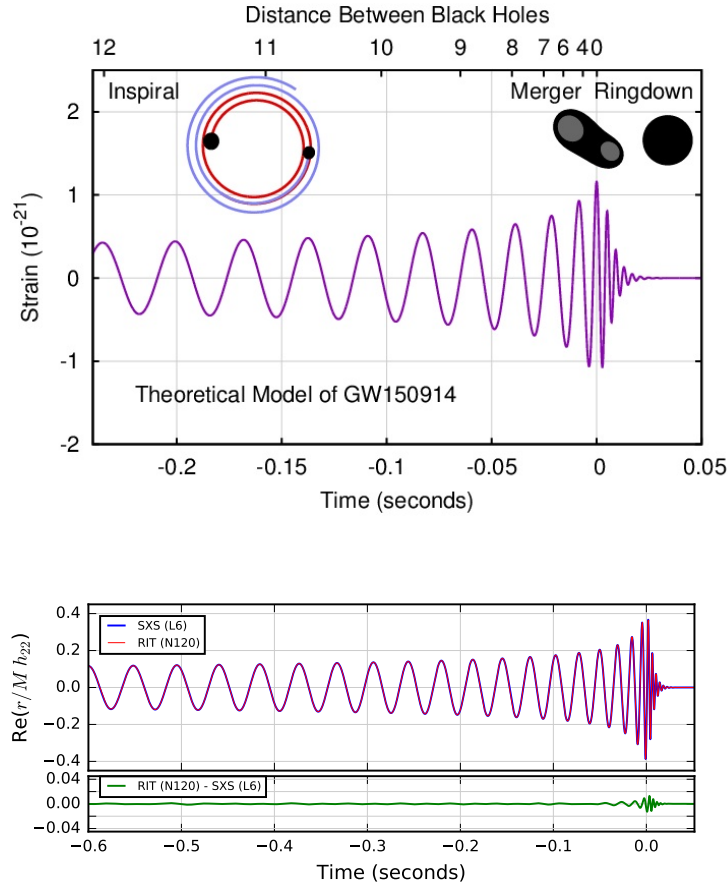 Distance Between Black Holes
12 11 10 9 8 7 6 4 0
Inspiral Merger Ringdown
2
1
0
-1
-2
Strain (10^-21)
Theoretical Model of GW150914
-0.2 -0.15 -0.1 -0.05 0 0.05
Time (seconds)
0.4
0.2
0.0
−0.2
−0.4
Re(r/M h₂₂)
SXS (L6)
RIT (N120)
0.04
0.00
−0.04
RIT (N120) - SXS (L6)
−0.6 −0.5 −0.4 −0.3 −0.2 −0.1 0.0
Time (seconds)